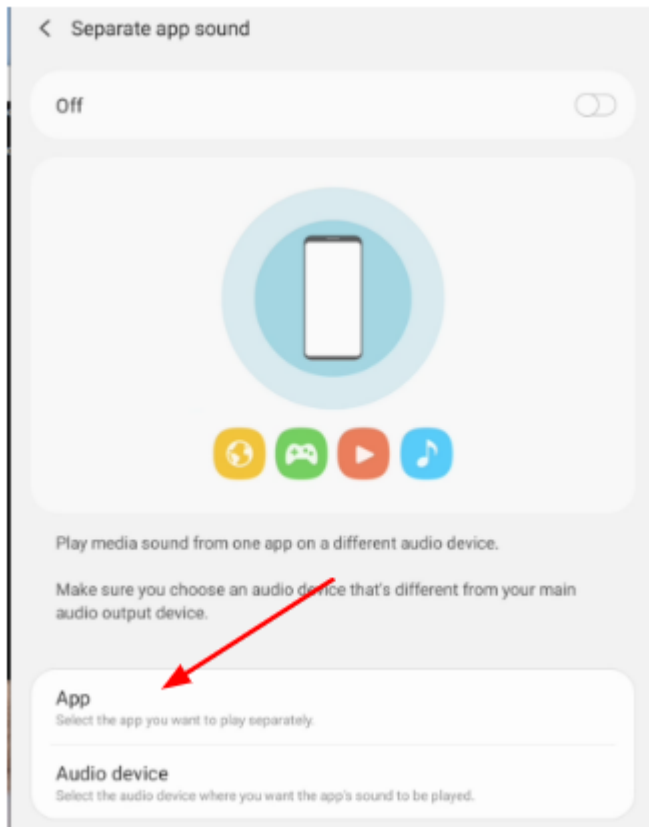 Separate app sound
Off
Play media sound from one app on a different audio device.
Make sure you choose an audio device that's different from your main
audio output device.
App
Select the app you want to play separately.
Audio device
Select the audio device where you want the app's sound to be played.